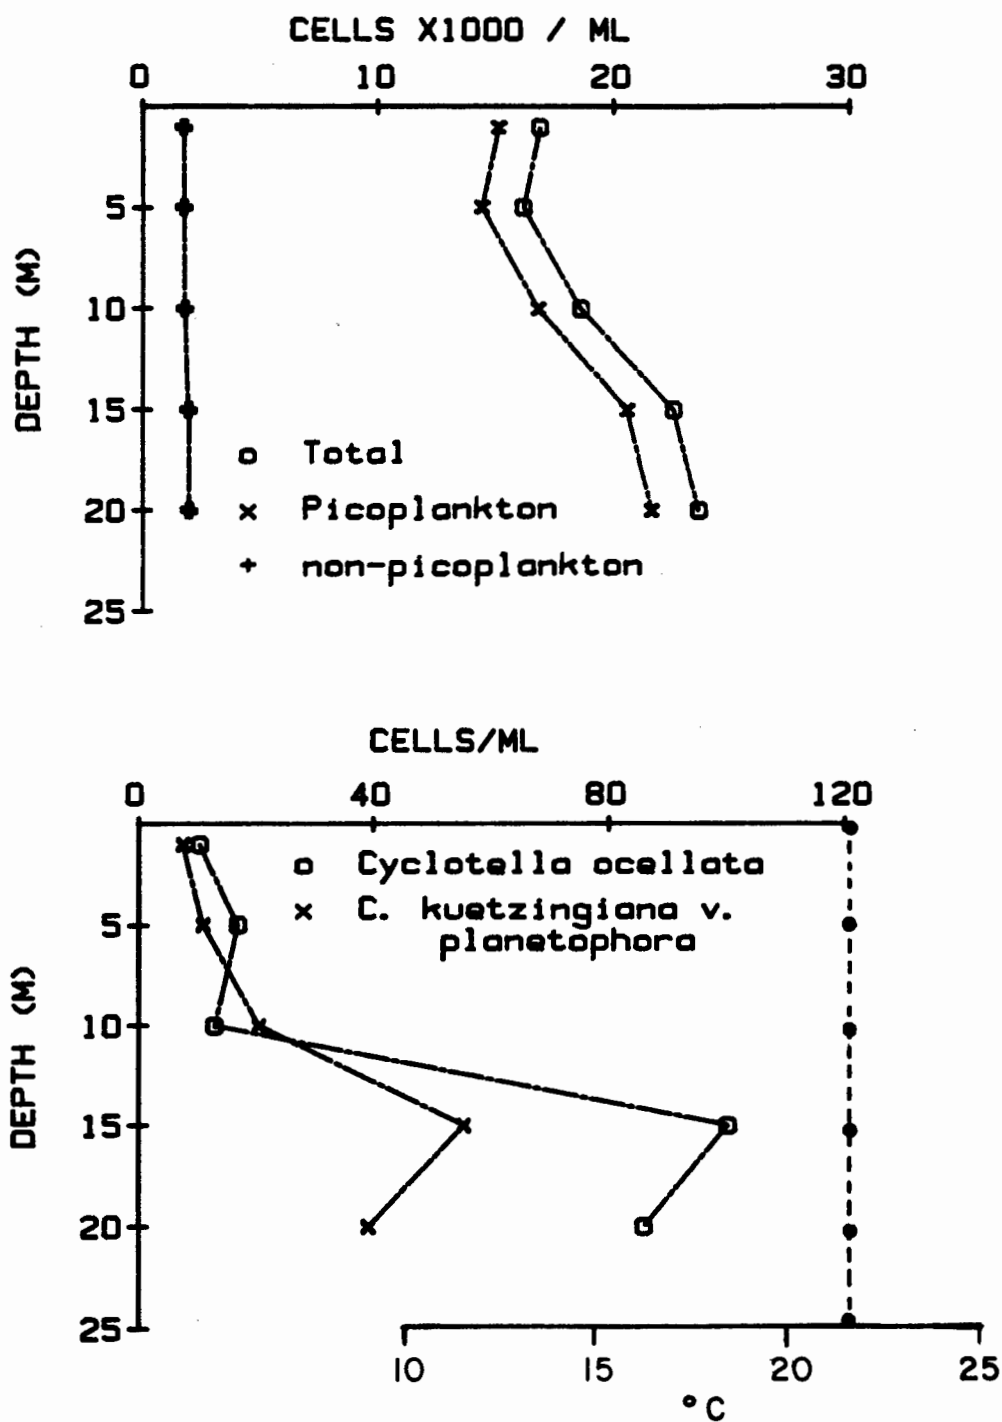 CELLS X1000 / ML
0 10 20 30
5
10
15
20
25
DEPTH (M)
Total
Picoplankton
non-picoplankton
CELLS/ML
0 40 80 120
Cyclotella ocellata
C. kuetzingiana v.
planetophora
5
10
15
20
25
DEPTH (M)
10 15 20 25
°C